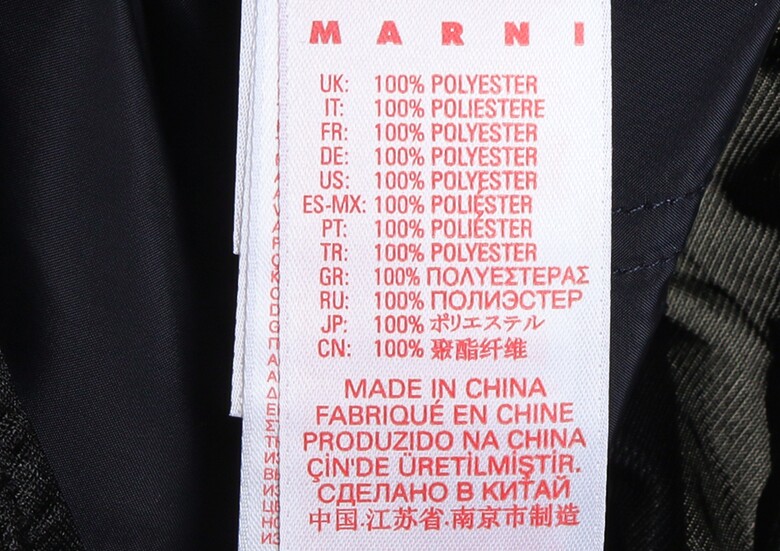 MARNI
UK: 100% POLYESTER
IT: 100% POLIESTERE
FR: 100% POLYESTER
DE: 100% POLYESTER
US: 100% POLYESTER
ES-MX: 100% POLIÉSTER
PT: 100% POLIÉSTER
TR: 100% POLYESTER
GR: 100% ΠΟΛΥΕΣΤΕΡΑΣ
RU: 100% ПОЛИЭСТЕР
JP: 100% ポリエステル
CN: 100% 聚酯纤维
MADE IN CHINA
FABRIQUÉ EN CHINE
PRODUZIDO NA CHINA
ÇİN'DE ÜRETİLMİŞTİR.
СДЕЛАНО В КИТАЙ
中国.江苏省.南京市制造